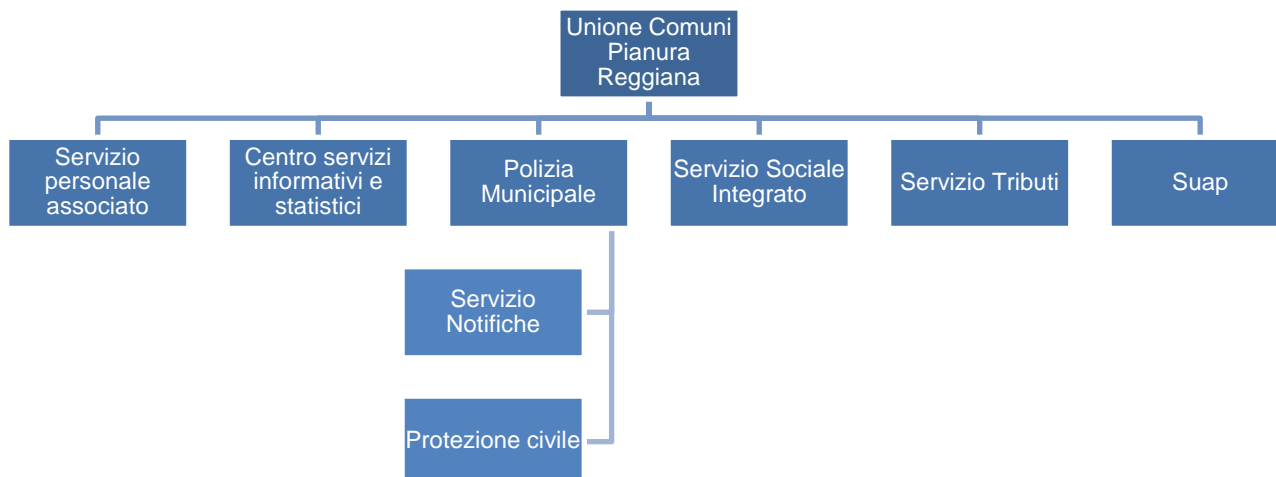 Unione Comuni
Pianura
Reggiana
Servizio
personale
associato
Centro servizi
informativi e
statistici
Polizia
Municipale
Servizio Sociale
Integrato
Servizio Tributi
Suap
Servizio
Notifiche
Protezione civile